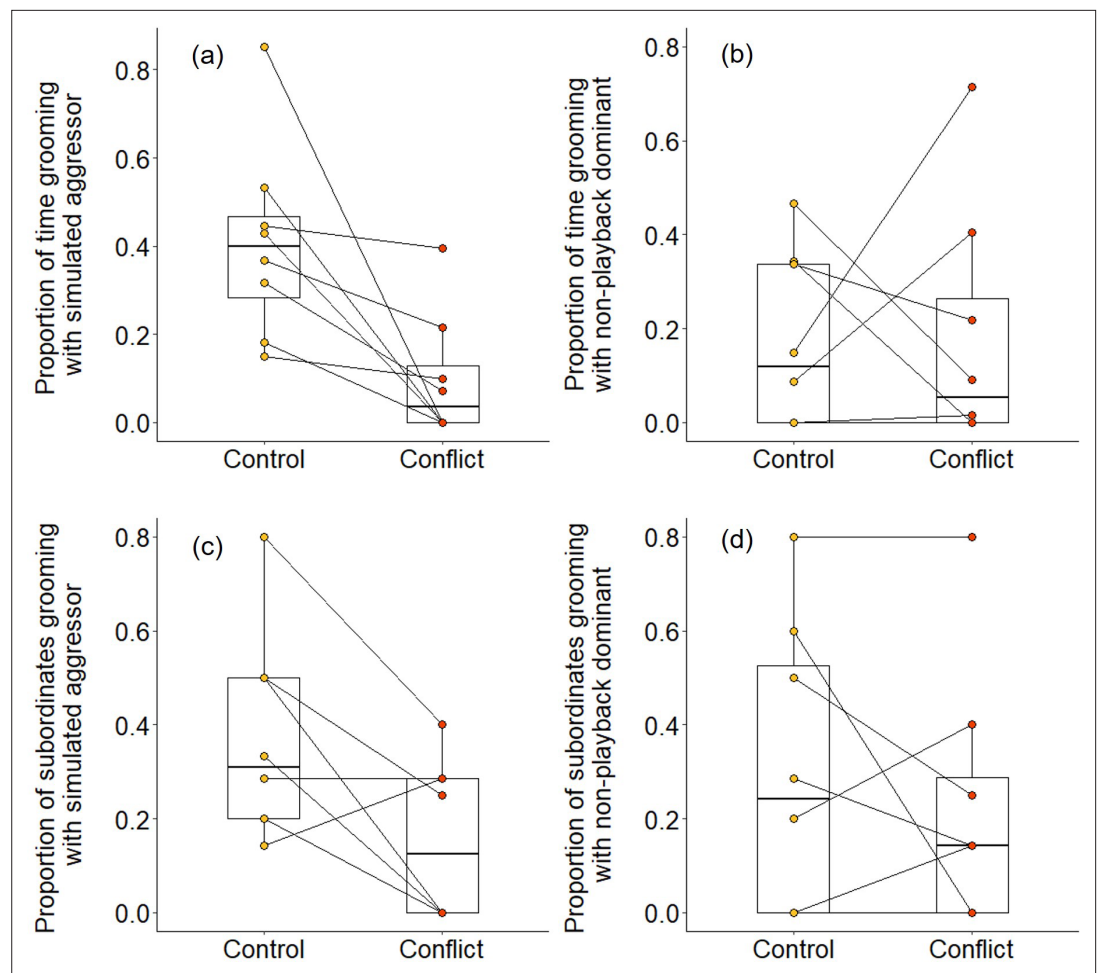 (a)
Proportion of time grooming
with simulated aggressor
0.8
0.6
0.4
0.2
0.0
Control
Conflict
(b)
Proportion of time grooming
with non-playback dominant
0.8
0.6
0.4
0.2
0.0
Control
Conflict
(c)
Proportion of subordinates grooming
with simulated aggressor
0.8
0.6
0.4
0.2
0.0
Control
Conflict
(d)
Proportion of subordinates grooming
with non-playback dominant
0.8
0.6
0.4
0.2
0.0
Control
Conflict